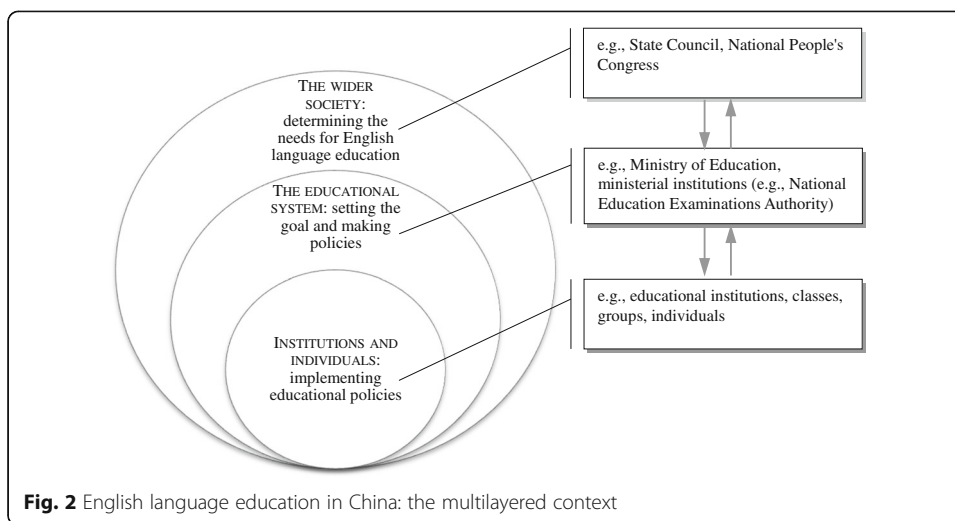 THE WIDER
SOCIETY:
determining the
needs for English
language education
e.g., State Council, National People's
Congress
THE EDUCATIONAL
SYSTEM: setting the
goal and making
policies
e.g., Ministry of Education,
ministerial institutions (e.g., National
Education Examinations Authority)
INSTITUTIONS AND
INDIVIDUALS:
implementing
educational policies
e.g., educational institutions, classes,
groups, individuals
Fig. 2 English language education in China: the multilayered context